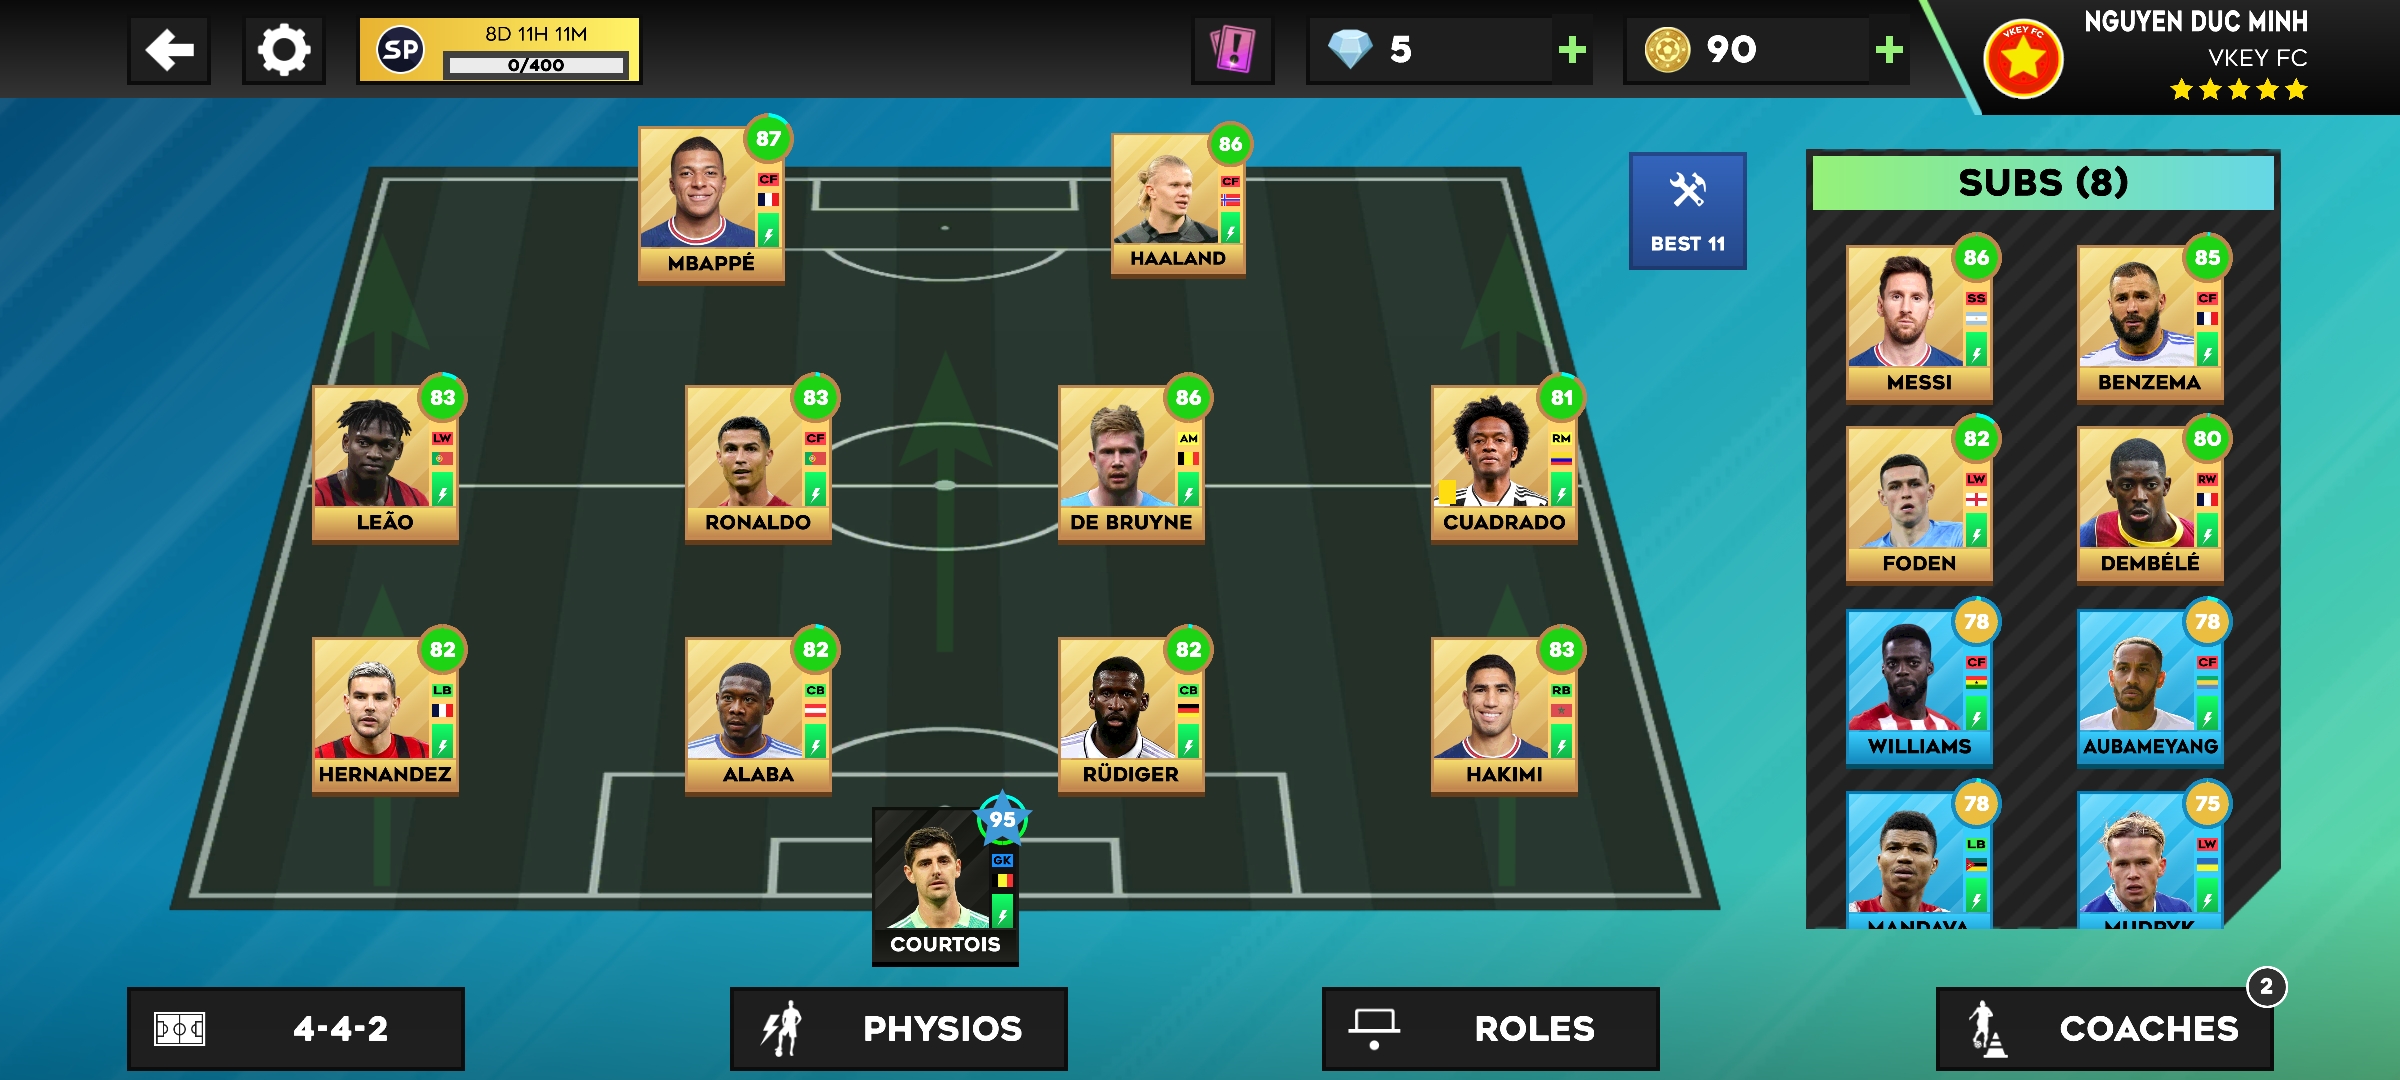 SP
8D 11H 11M
0/400
5
90
NGUYEN DUC MINH
VKEY FC
VKEY FC
87
CF
MBAPPÉ
86
CF
HAALAND
BEST 11
83
LW
LEÃO
83
CF
RONALDO
86
AM
DE BRUYNE
81
RM
CUADRADO
82
LB
HERNANDEZ
82
CB
ALABA
82
CB
RÜDIGER
83
RB
HAKIMI
95
GK
COURTOIS
SUBS (8)
86
SS
MESSI
85
CF
BENZEMA
82
LW
FODEN
80
RW
DEMBÉLÉ
78
CF
WILLIAMS
78
CF
AUBAMEYANG
78
LB
MANDAVA
75
LW
MUDRYK
4-4-2
PHYSIOS
ROLES
COACHES
2